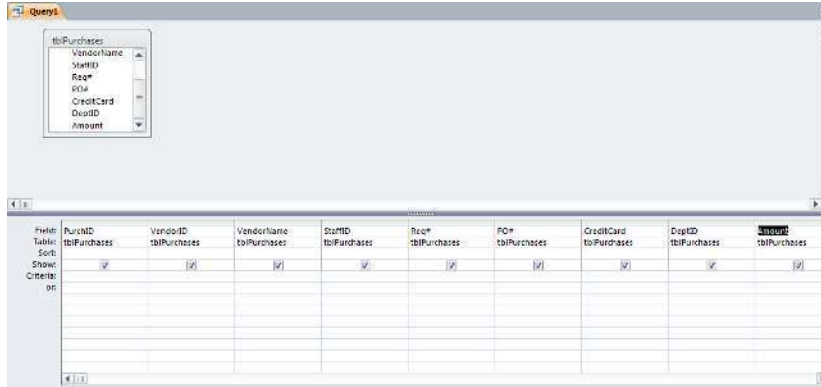 Query1
tblPurchases
VendorName
StaffID
Req#
PO#
CreditCard
DeptID
Amount
Field: PurchID VendorID VendorName StaffID Req# PO# CreditCard DeptID Amount
Table: tblPurchases tblPurchases tblPurchases tblPurchases tblPurchases tblPurchases tblPurchases tblPurchases tblPurchases
Sort:
Show:
Criteria:
or: